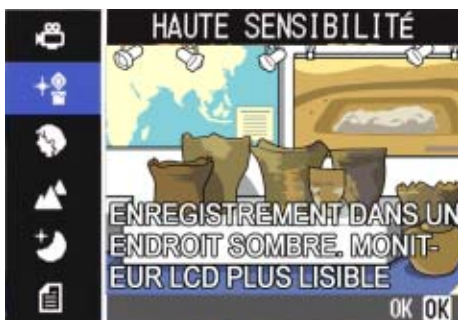 HAUTE SENSIBILITÉ
ENREGISTREMENT DANS UN
ENDROIT SOMBRE. MONIT-
EUR LCD PLUS LISIBLE
OK OK